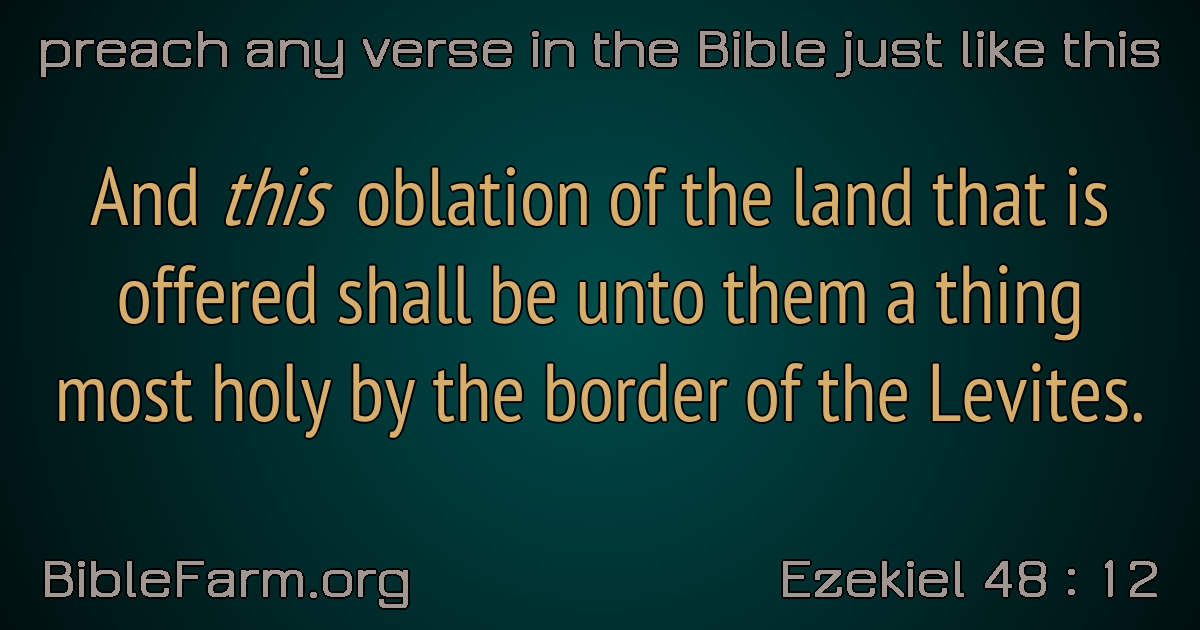 preach any verse in the Bible just like this
And this oblation of the land that is
offered shall be unto them a thing
most holy by the border of the Levites.
BibleFarm.org
Ezekiel 48 : 12